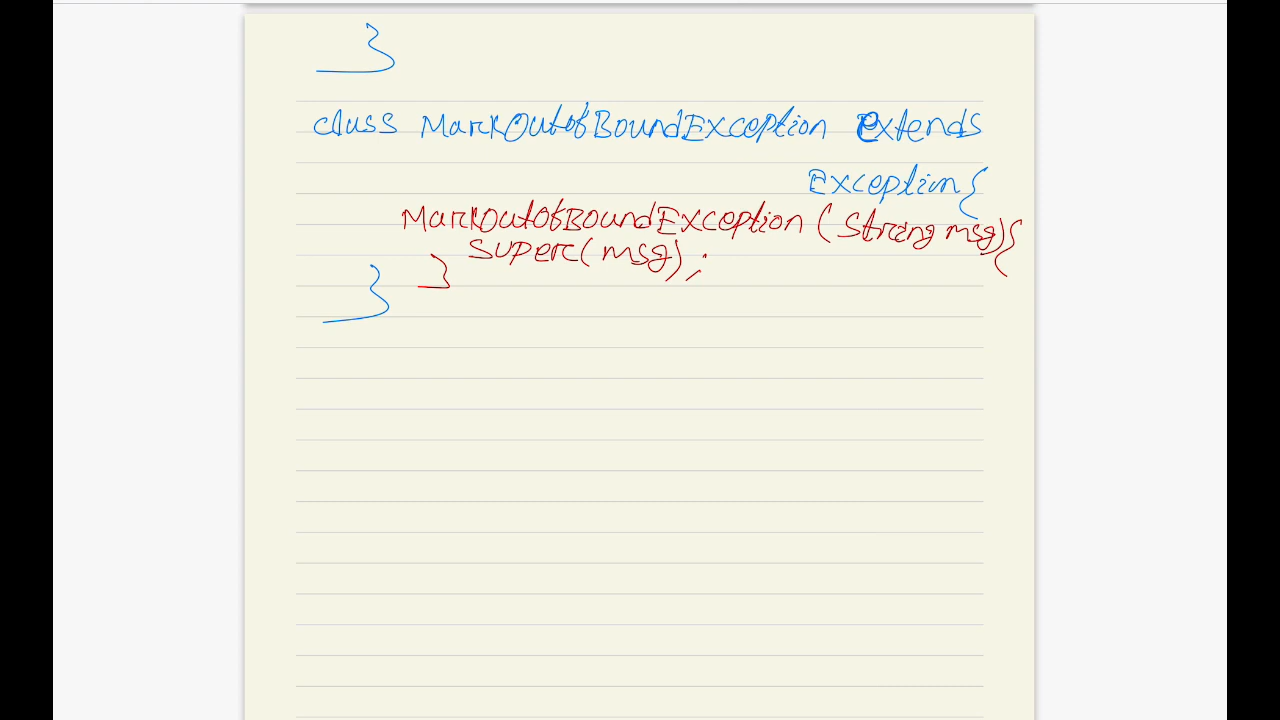 }
class MarkOutofBoundException extends
Exception{
MarkOutOfBoundException (String msg){
super(msg);
}
}